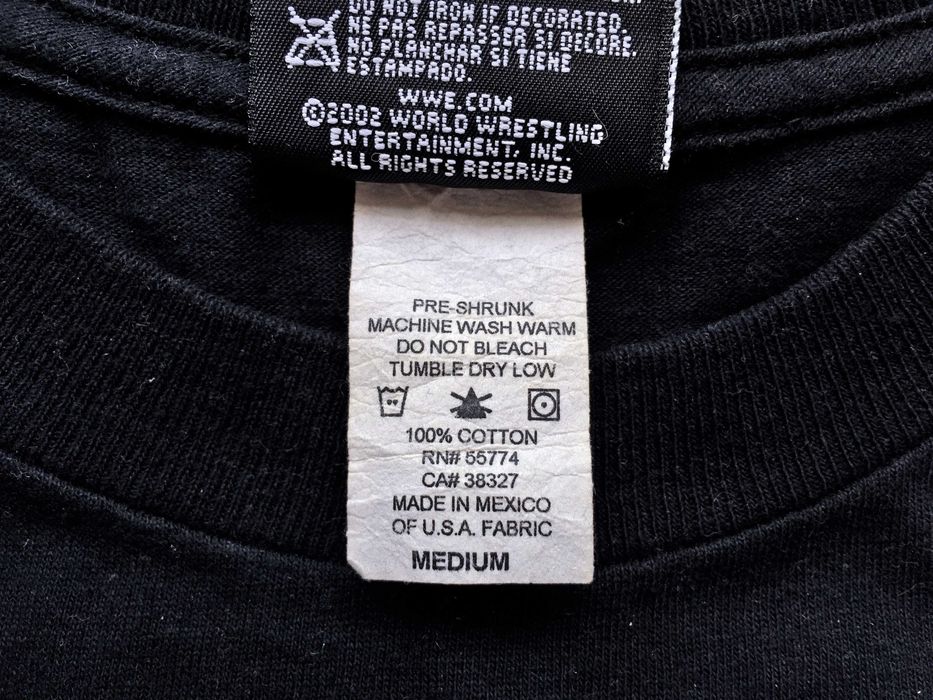 DO NOT IRON IF DECORATED.
NE PAS REPASSER SI DECORE.
NO PLANCHAR SI TIENE
ESTAMPADO.
WWE.COM
©2002 WORLD WRESTLING
ENTERTAINMENT, INC.
ALL RIGHTS RESERVED
PRE-SHRUNK
MACHINE WASH WARM
DO NOT BLEACH
TUMBLE DRY LOW
100% COTTON
RN# 55774
CA# 38327
MADE IN MEXICO
OF U.S.A. FABRIC
MEDIUM